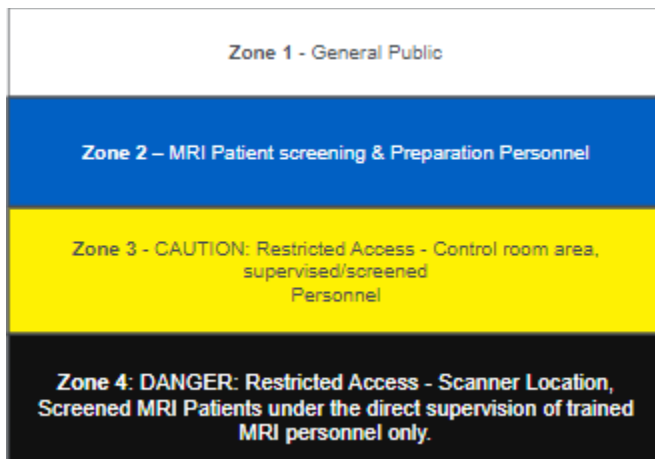 Zone 1 - General Public
Zone 2 – MRI Patient screening & Preparation Personnel
Zone 3 - CAUTION: Restricted Access - Control room area,
supervised/screened
Personnel
Zone 4: DANGER: Restricted Access - Scanner Location,
Screened MRI Patients under the direct supervision of trained
MRI personnel only.